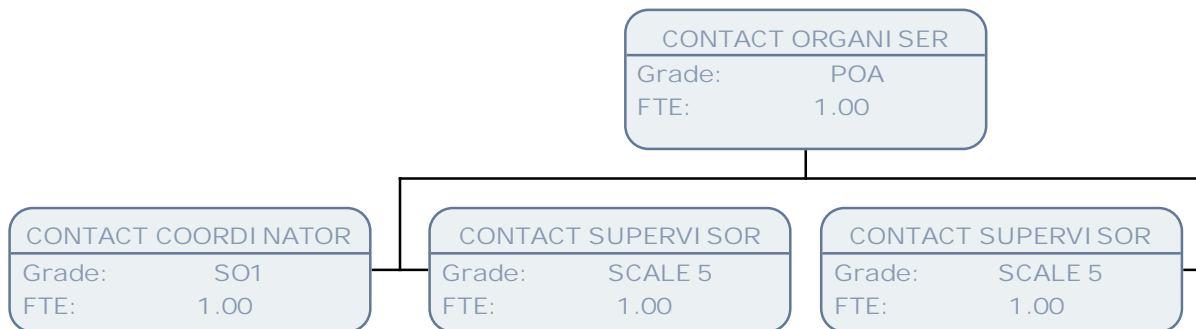 CONTACT ORGANISER
Grade: POA
FTE: 1.00
CONTACT COORDINATOR
Grade: SO1
FTE: 1.00
CONTACT SUPERVISOR
Grade: SCALE 5
FTE: 1.00
CONTACT SUPERVISOR
Grade: SCALE 5
FTE: 1.00